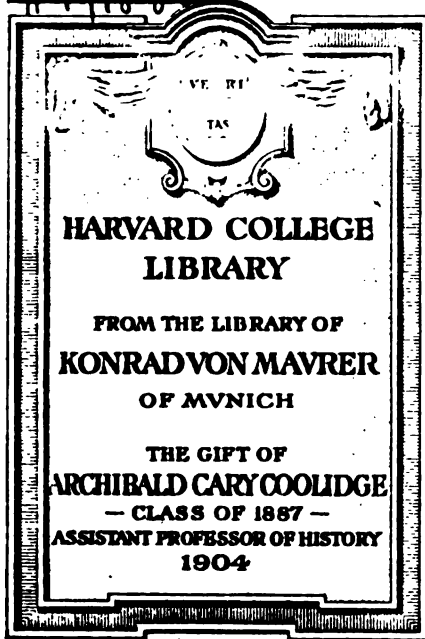 VE RI
TAS
HARVARD COLLEGE
LIBRARY
FROM THE LIBRARY OF
KONRAD VON MAVRER
OF MVNICH
THE GIFT OF
ARCHIBALD CARY COOLIDGE
— CLASS OF 1887 —
ASSISTANT PROFESSOR OF HISTORY
1904